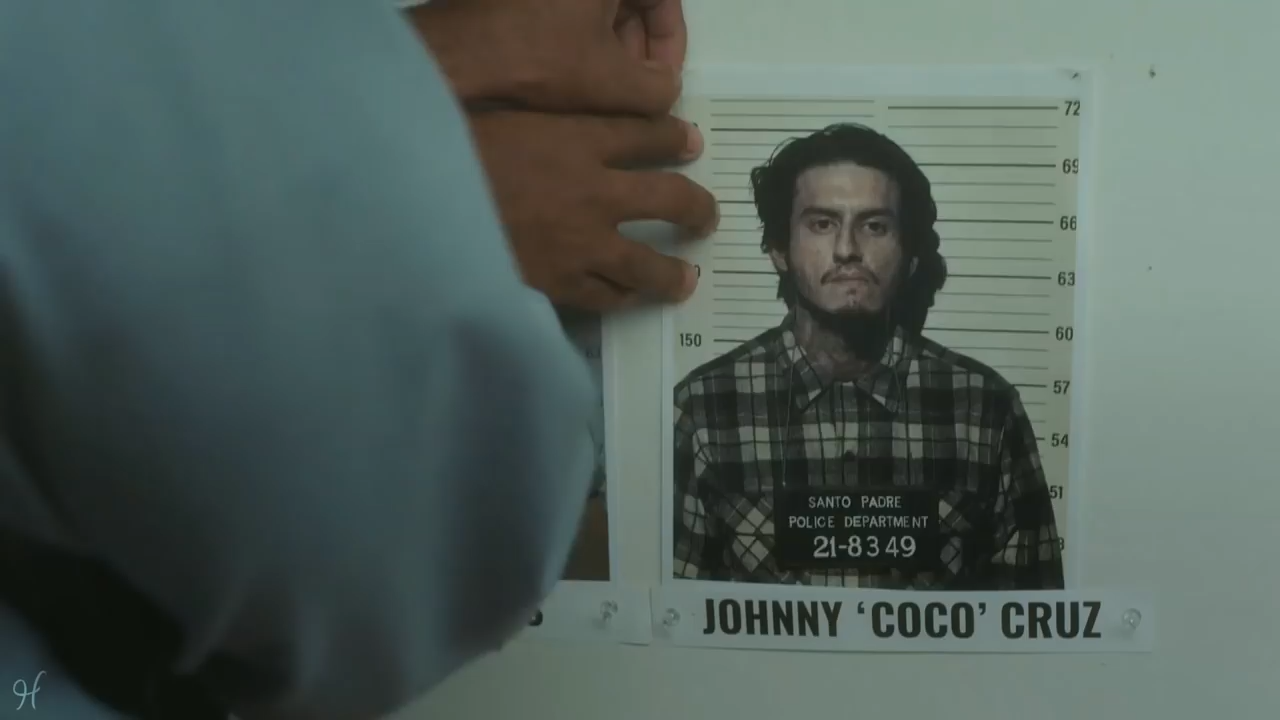 72
69
66
63
60
150
57
54
51
SANTO PADRE
POLICE DEPARTMENT
21-8349
JOHNNY ‘COCO’ CRUZ
H